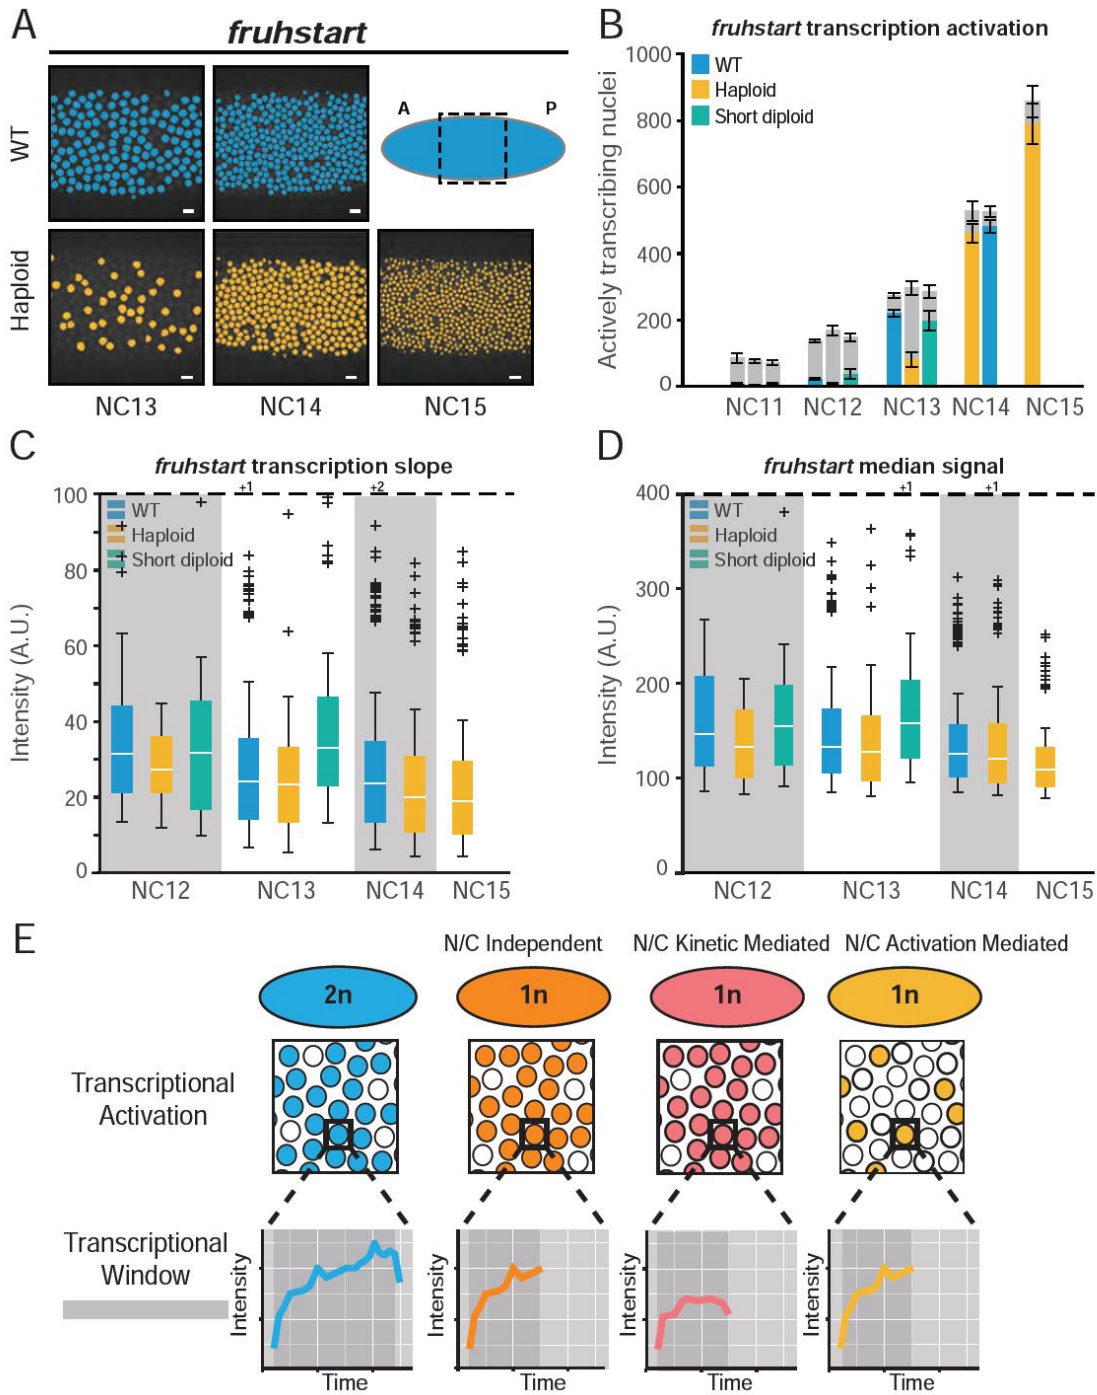 A
fruhstart
WT
A
P
Haploid
NC13
NC14
NC15
B
fruhstart transcription activation
Actively transcribing nuclei
1000
800
600
400
200
0
WT
Haploid
Short diploid
NC11
NC12
NC13
NC14
NC15
C
fruhstart transcription slope
Intensity (A.U.)
100
80
60
40
20
0
+1
+2
WT
Haploid
Short diploid
NC12
NC13
NC14
NC15
D
fruhstart median signal
Intensity (A.U.)
400
300
200
100
0
+1
+1
WT
Haploid
Short diploid
NC12
NC13
NC14
NC15
E
N/C Independent
N/C Kinetic Mediated
N/C Activation Mediated
2n
1n
1n
1n
Transcriptional
Activation
Transcriptional
Window
Intensity
Intensity
Intensity
Intensity
Time
Time
Time
Time